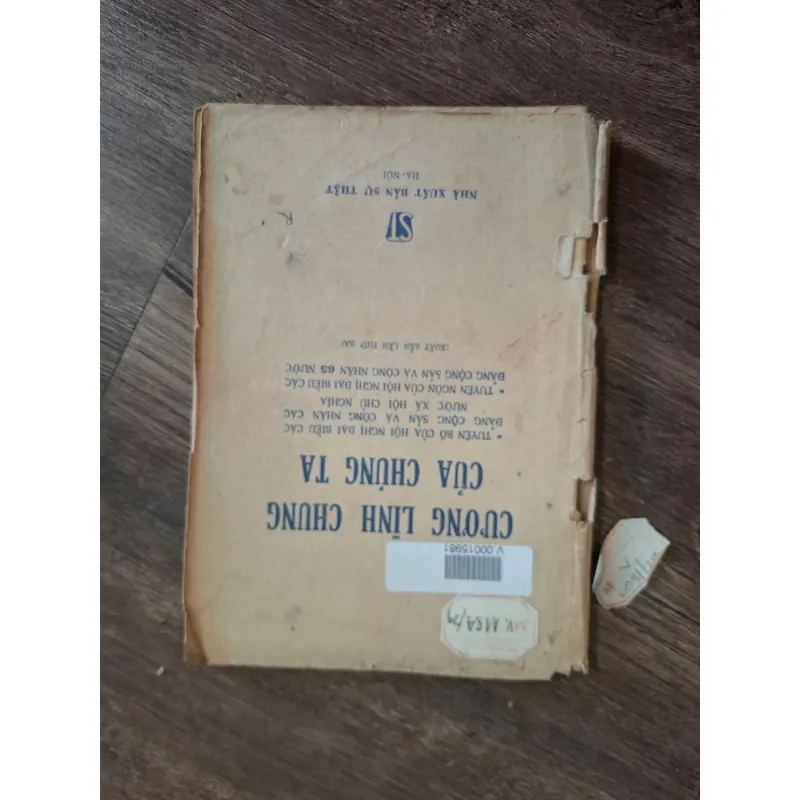 V 00015981
CƯƠNG LĨNH CHUNG
CỦA CHÚNG TA
* TUYÊN BỐ CỦA HỘI NGHỊ ĐẠI BIỂU CÁC
ĐẢNG CỘNG SẢN VÀ CÔNG NHÂN CÁC
NƯỚC XÃ HỘI CHỦ NGHĨA
* TUYÊN NGÔN CỦA HỘI NGHỊ ĐẠI BIỂU CÁC
ĐẢNG CỘNG SẢN VÀ CÔNG NHÂN 65 NƯỚC
(XUẤT BẢN LẦN THỨ HAI)
ST
NHÀ XUẤT BẢN SỰ THẬT
HÀ-NỘI